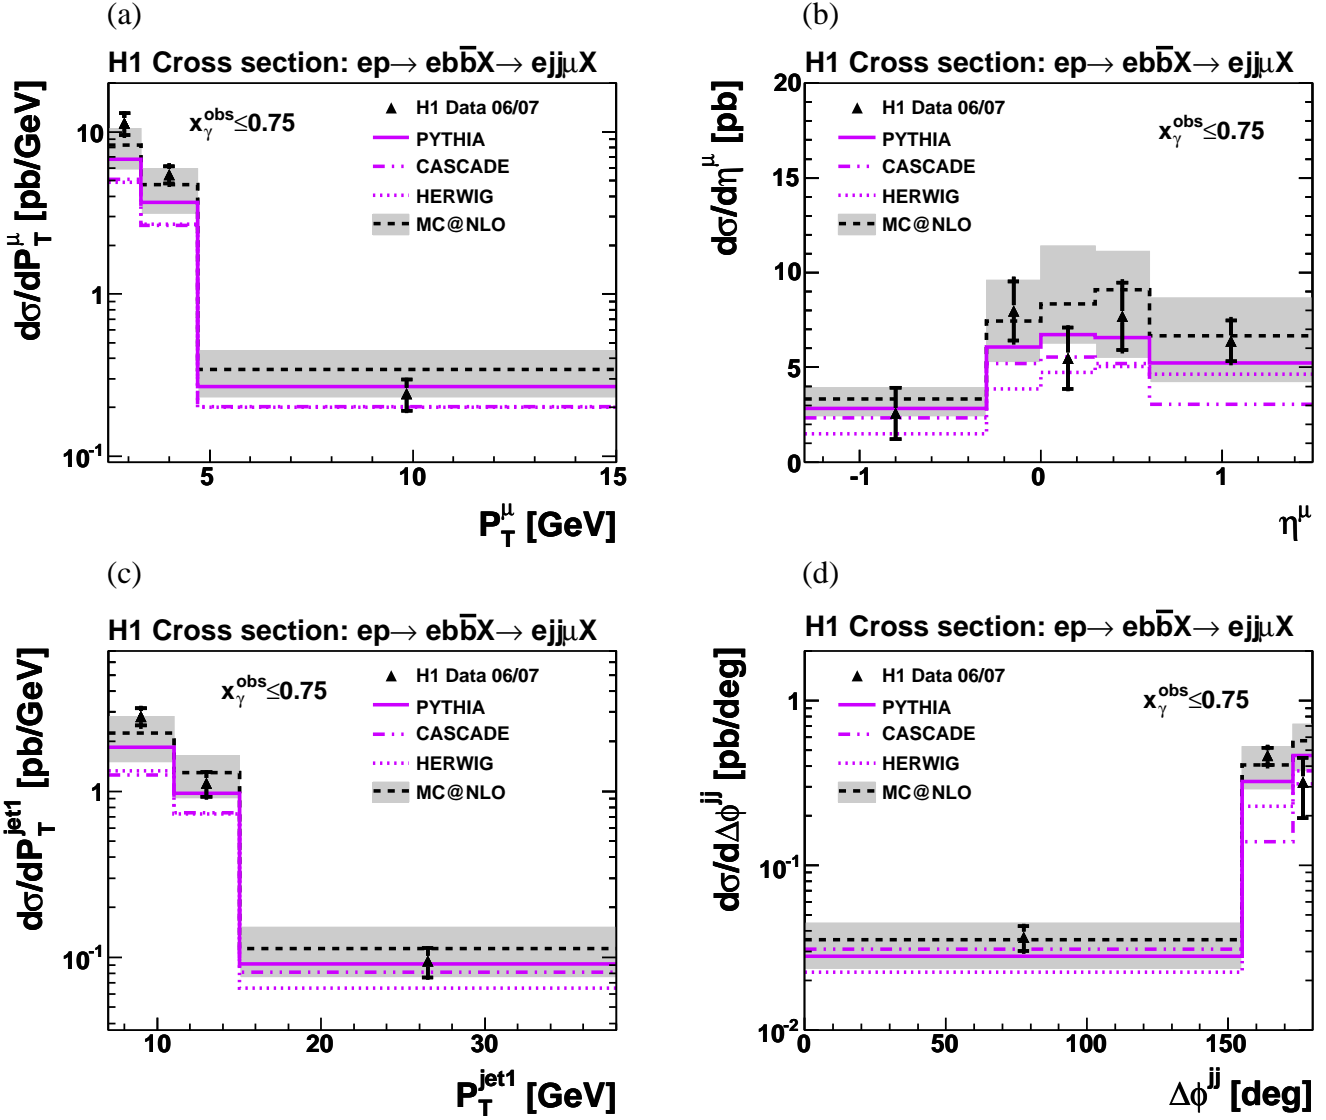 (a)
H1 Cross section: ep→ ebb̄X→ ejjμX
dσ/dP_T^μ [pb/GeV]
x_γ^obs≤0.75
H1 Data 06/07
PYTHIA
CASCADE
HERWIG
MC@NLO
10
1
10^-1
5 10 15
P_T^μ [GeV]
(b)
H1 Cross section: ep→ ebb̄X→ ejjμX
dσ/dη^μ [pb]
H1 Data 06/07
PYTHIA
CASCADE
HERWIG
MC@NLO
x_γ^obs≤0.75
20
15
10
5
0
-1 0 1
η^μ
(c)
H1 Cross section: ep→ ebb̄X→ ejjμX
dσ/dP_T^jet1 [pb/GeV]
x_γ^obs≤0.75
H1 Data 06/07
PYTHIA
CASCADE
HERWIG
MC@NLO
1
10^-1
10 20 30
P_T^jet1 [GeV]
(d)
H1 Cross section: ep→ ebb̄X→ ejjμX
dσ/dΔϕ^jj [pb/deg]
H1 Data 06/07
PYTHIA
CASCADE
HERWIG
MC@NLO
x_γ^obs≤0.75
1
10^-1
10^-2
0 50 100 150
Δϕ^jj [deg]